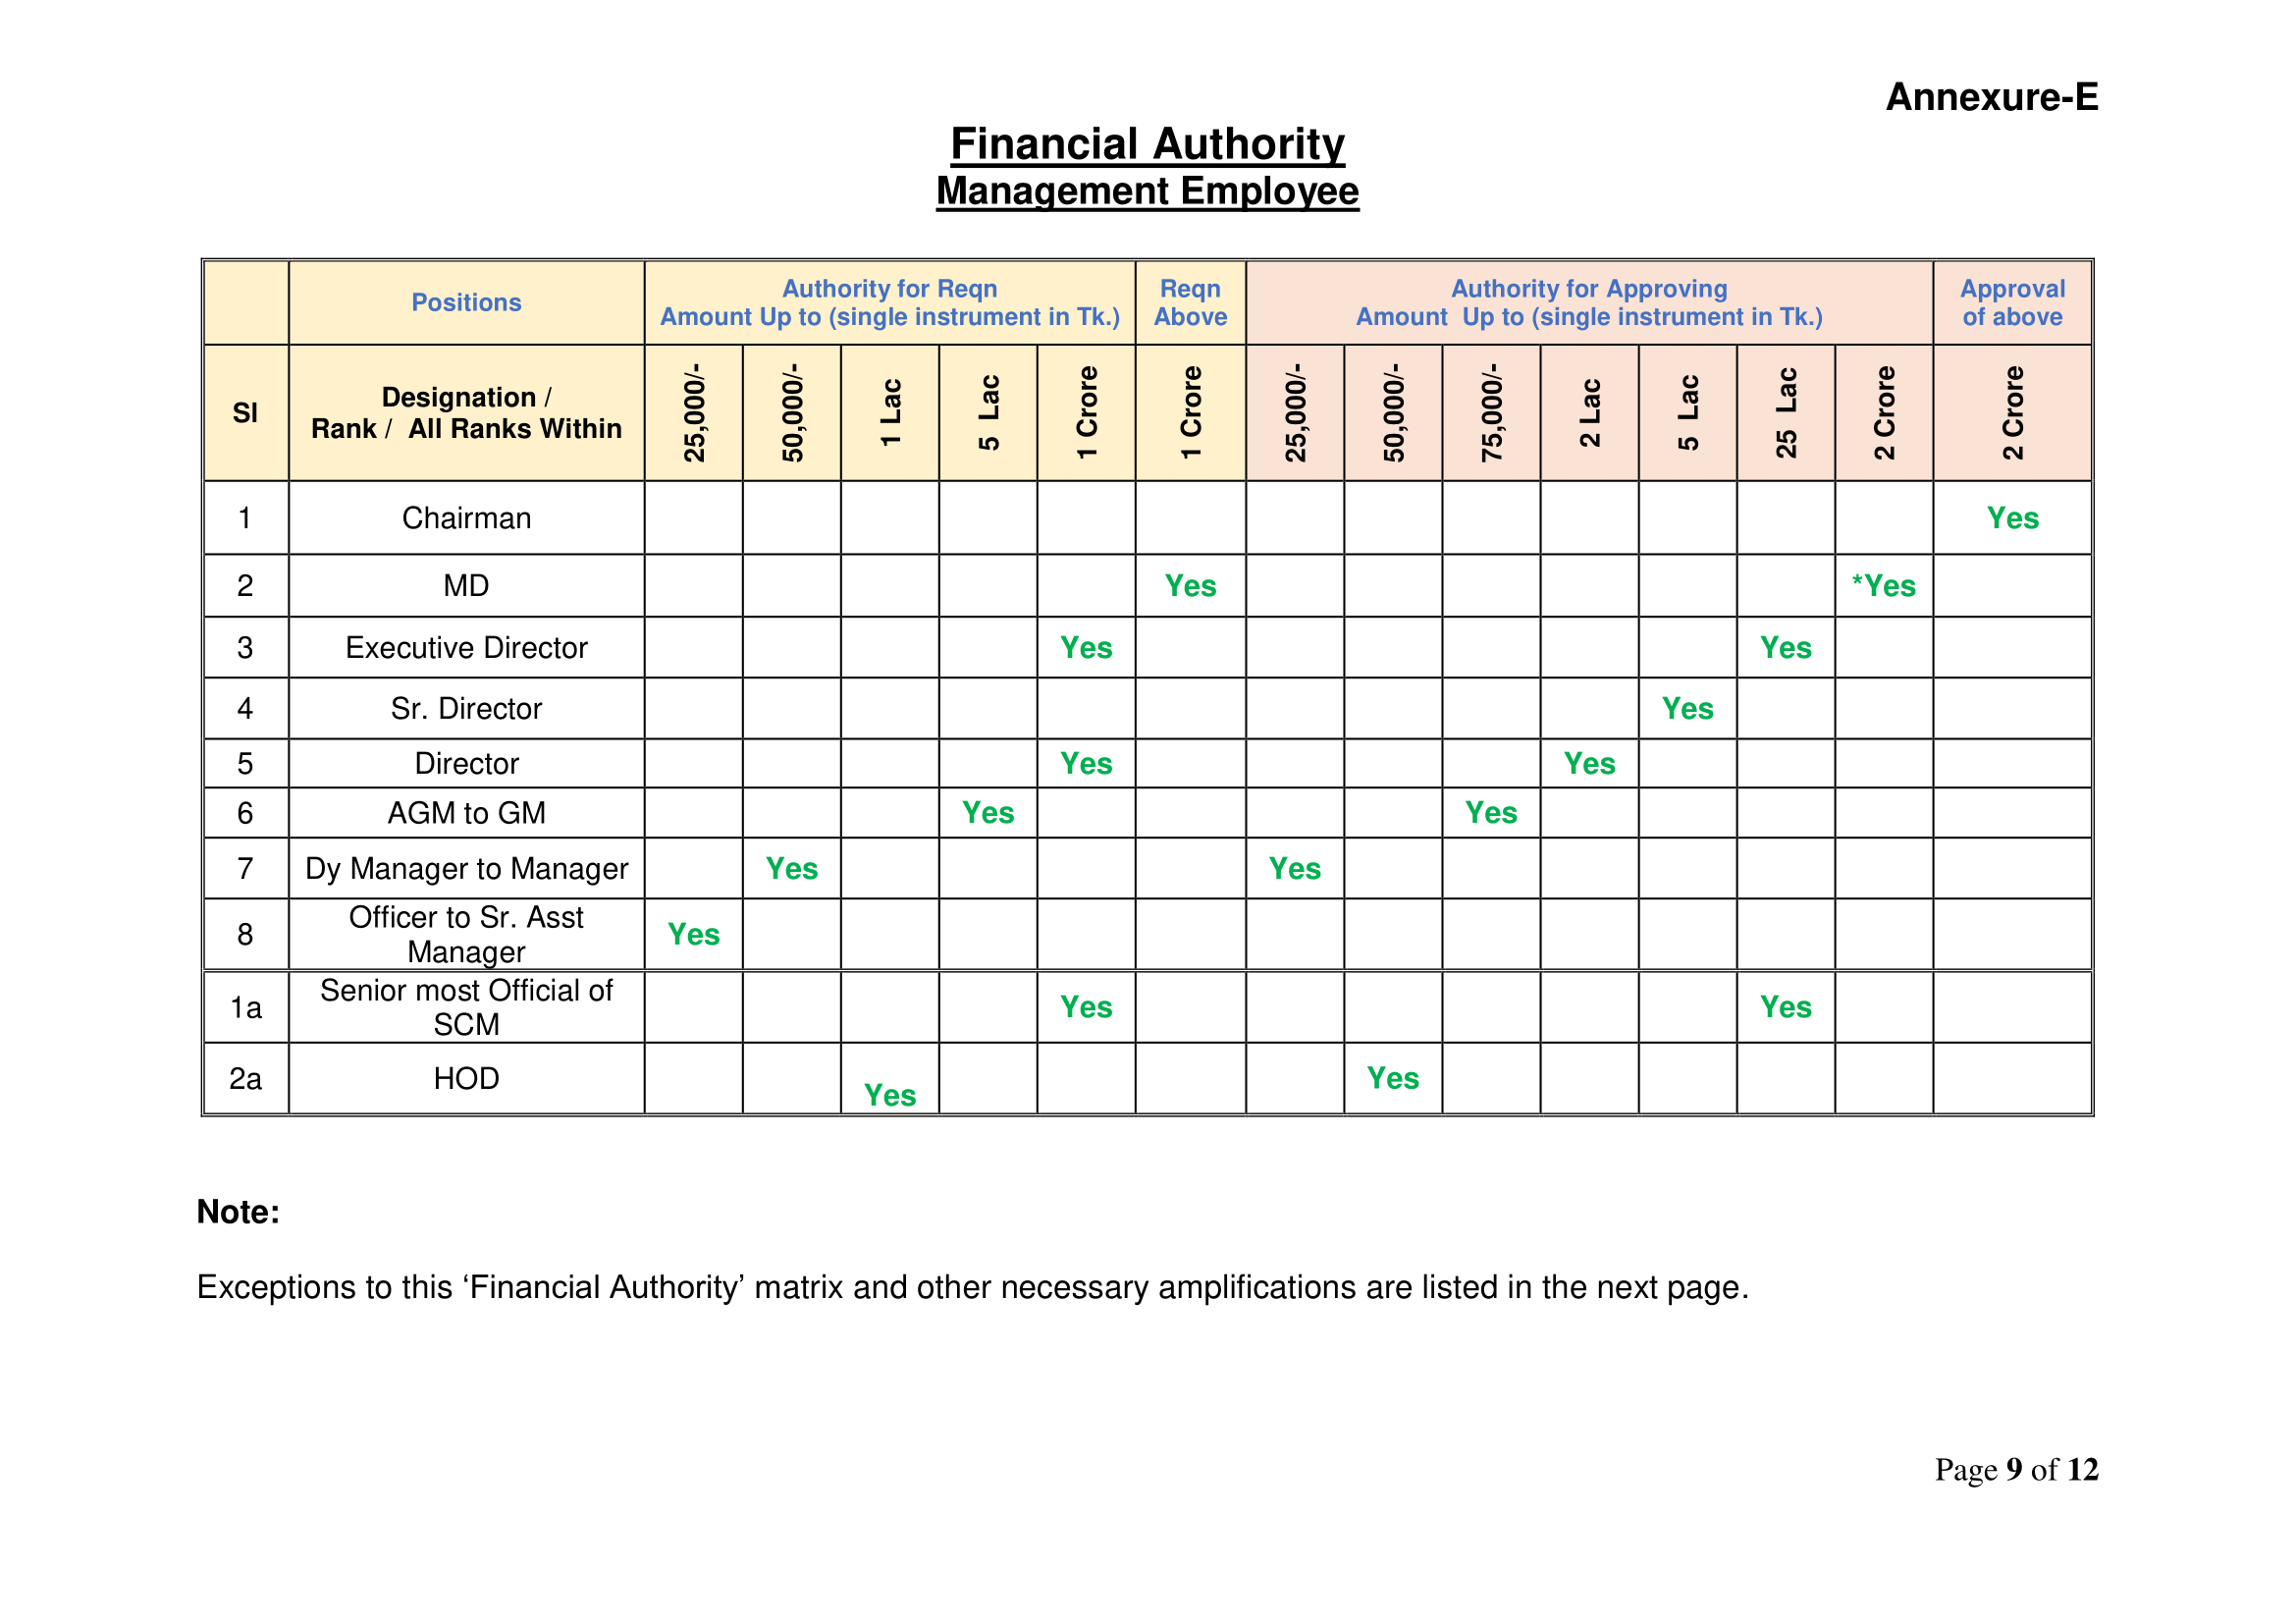 Annexure-E
Financial Authority
Management Employee
Positions
Authority for Reqn
Amount Up to (single instrument in Tk.)
Reqn
Above
Authority for Approving
Amount  Up to (single instrument in Tk.)
Approval
of above
SI
Designation /
Rank /  All Ranks Within
25,000/-
50,000/-
1 Lac
5  Lac
1 Crore
1 Crore
25,000/-
50,000/-
75,000/-
2 Lac
5  Lac
25  Lac
2 Crore
2 Crore
1 Chairman Yes
2 MD Yes *Yes
3 Executive Director Yes Yes
4 Sr. Director Yes
5 Director Yes Yes
6 AGM to GM Yes Yes
7 Dy Manager to Manager Yes Yes
8 Officer to Sr. Asst
Manager Yes
1a Senior most Official of
SCM Yes Yes
2a HOD Yes Yes
Note:
Exceptions to this ‘Financial Authority’ matrix and other necessary amplifications are listed in the next page.
Page 9 of 12